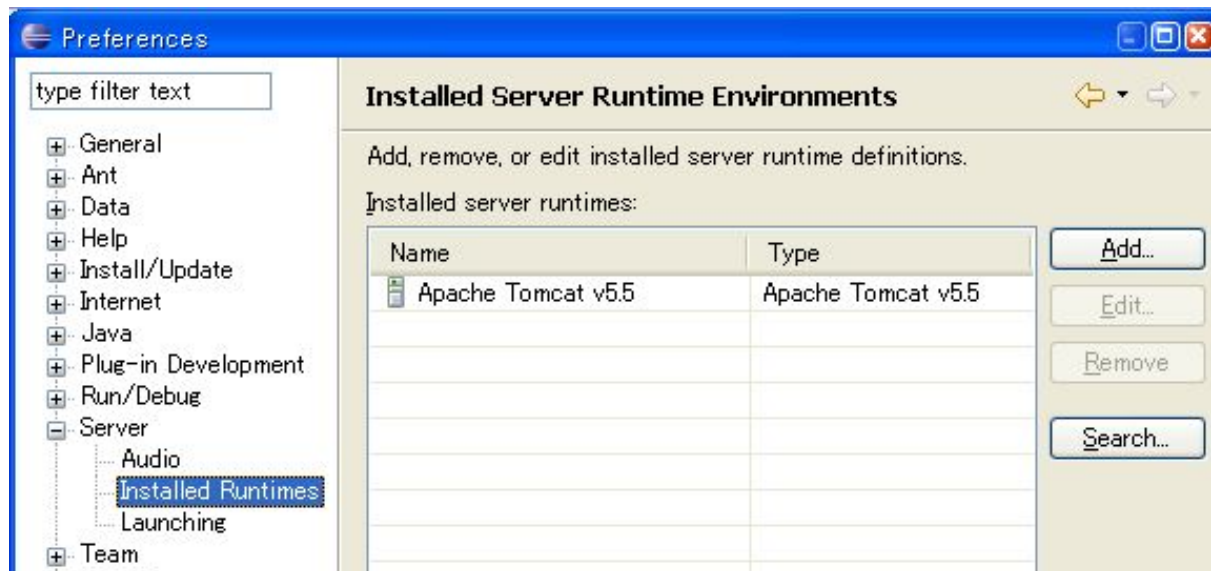 Preferences
type filter text
General
Ant
Data
Help
Install/Update
Internet
Java
Plug-in Development
Run/Debug
Server
Audio
Installed Runtimes
Launching
Team
Installed Server Runtime Environments
Add, remove, or edit installed server runtime definitions.
Installed server runtimes:
Name Type
Apache Tomcat v5.5 Apache Tomcat v5.5
Add...
Edit...
Remove
Search...